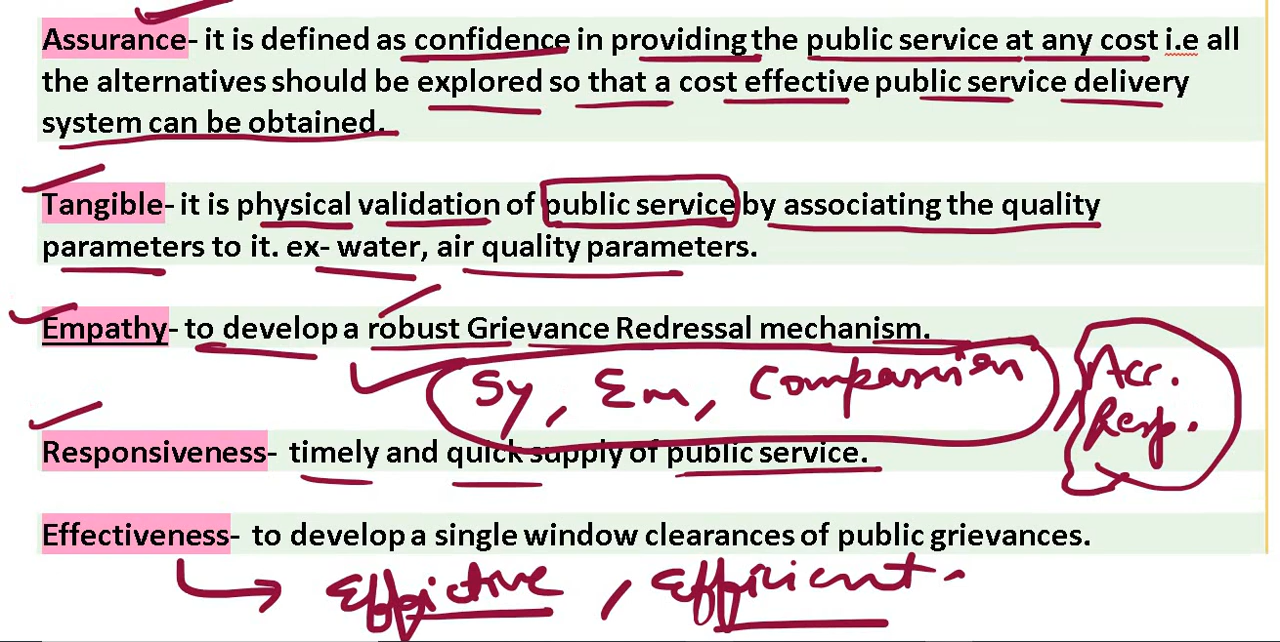 Assurance- it is defined as confidence in providing the public service at any cost i.e all
the alternatives should be explored so that a cost effective public service delivery
system can be obtained.
Tangible- it is physical validation of public service by associating the quality
parameters to it. ex- water, air quality parameters.
Empathy- to develop a robust Grievance Redressal mechanism.
Sy, Em, Compassion
Acc.
Resp.
Responsiveness- timely and quick supply of public service.
Effectiveness- to develop a single window clearances of public grievances.
Effective, Efficient.